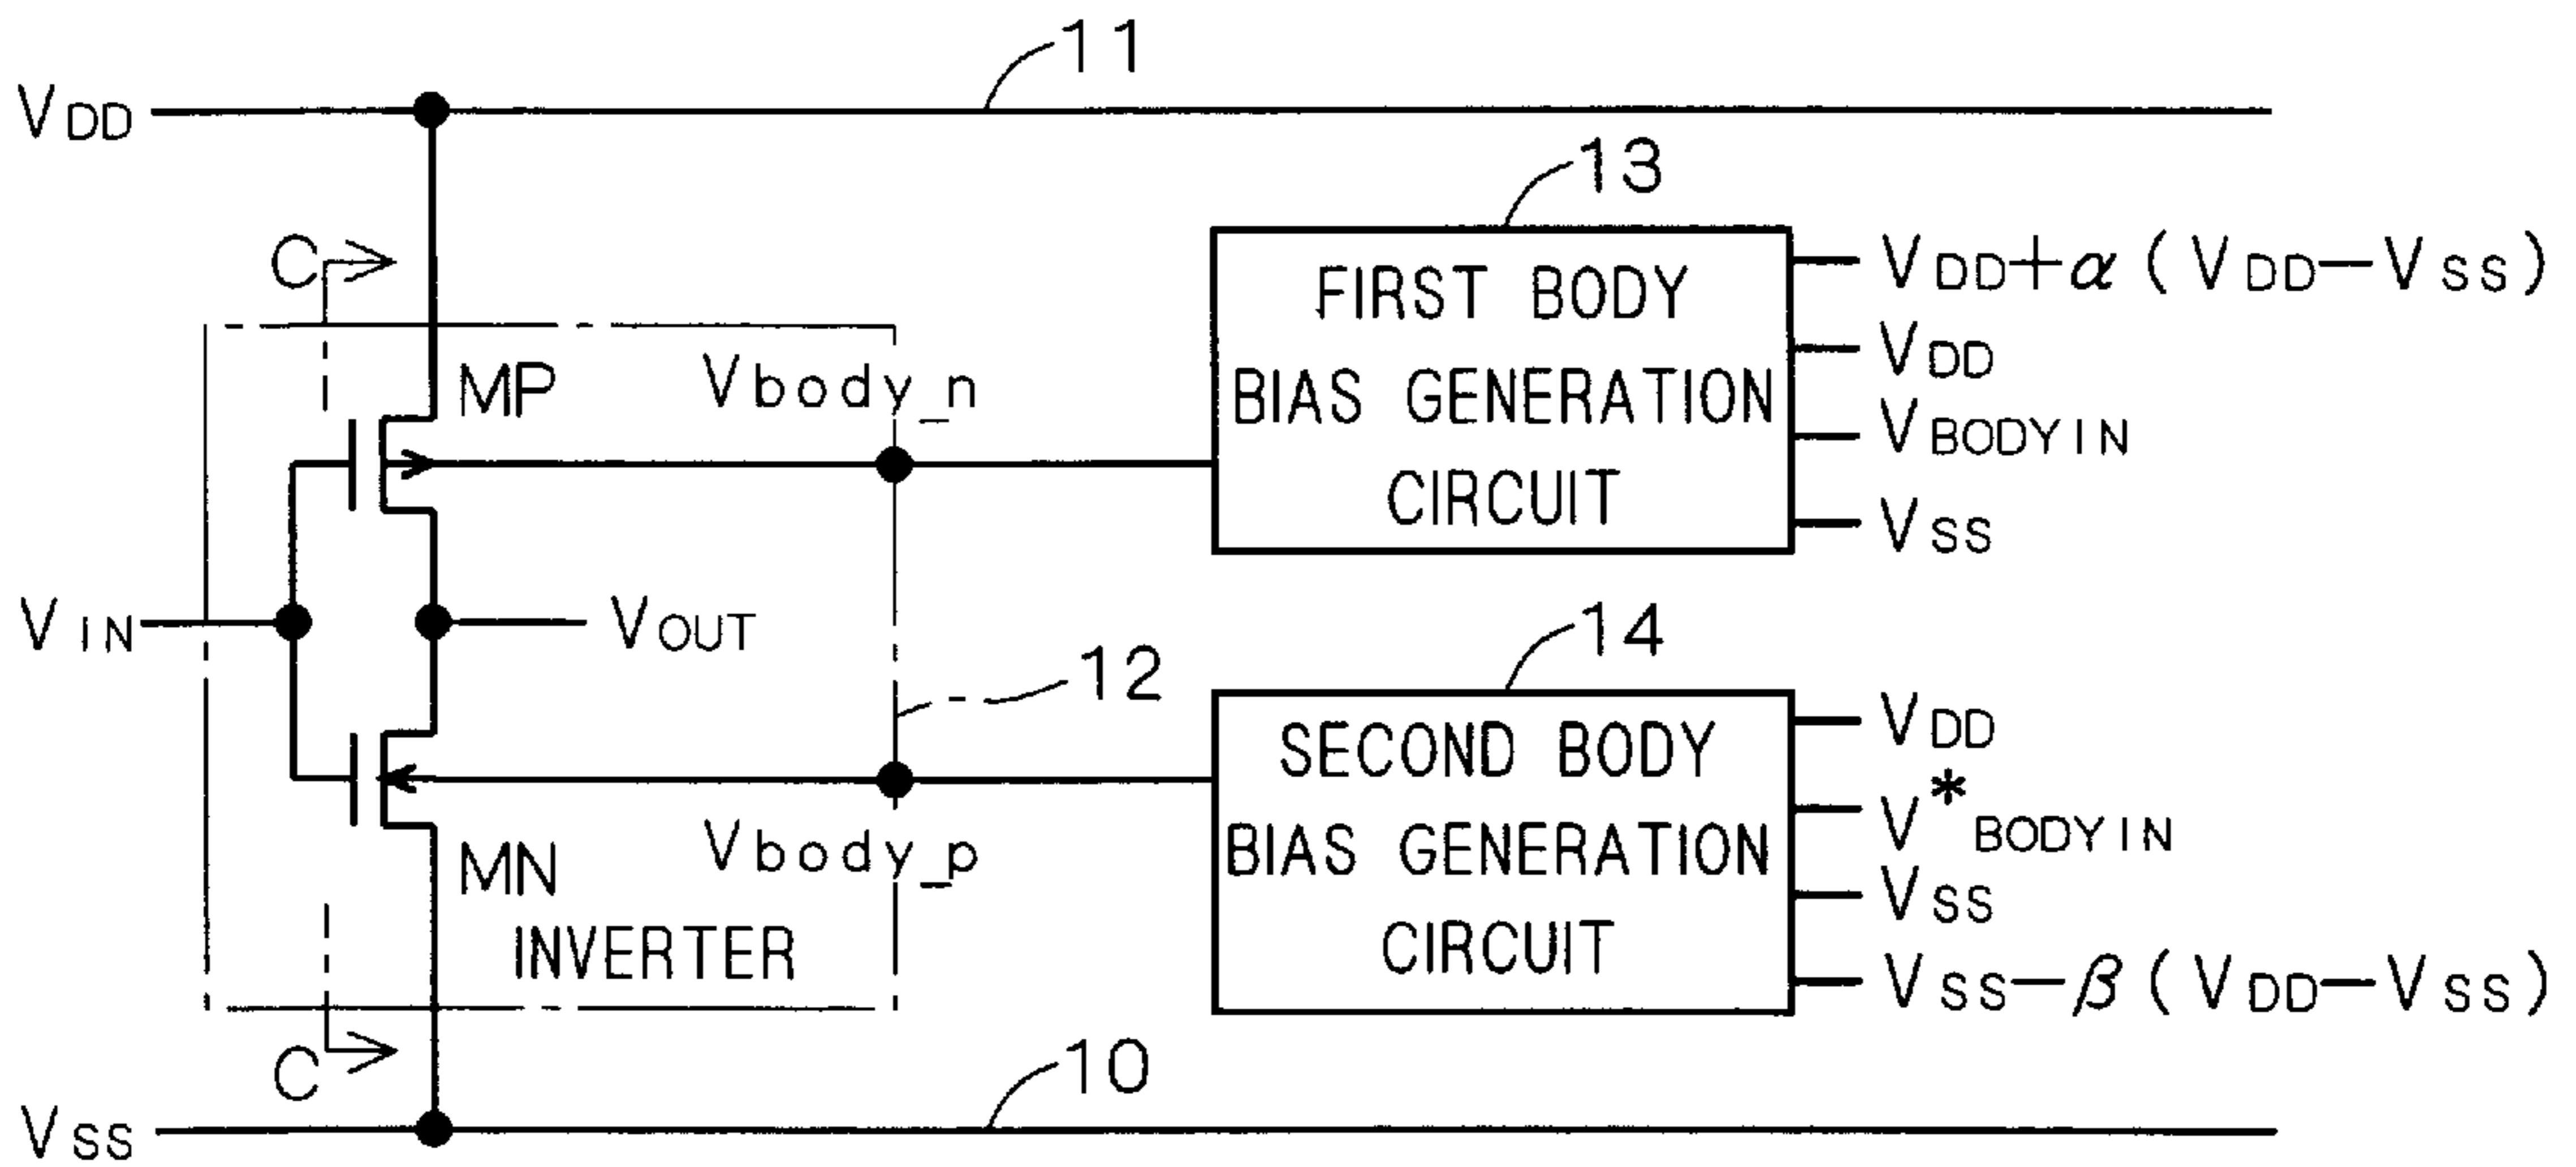 11
VDD
13
C
VDD+α(VDD−VSS)
FIRST BODY
BIAS GENERATION
CIRCUIT
VDD
VBODYIN
VSS
MP
Vbody_n
VIN
VOUT
12
14
SECOND BODY
BIAS GENERATION
CIRCUIT
VDD
V*BODYIN
VSS
VSS−β(VDD−VSS)
MN
Vbody_p
INVERTER
C
10
VSS